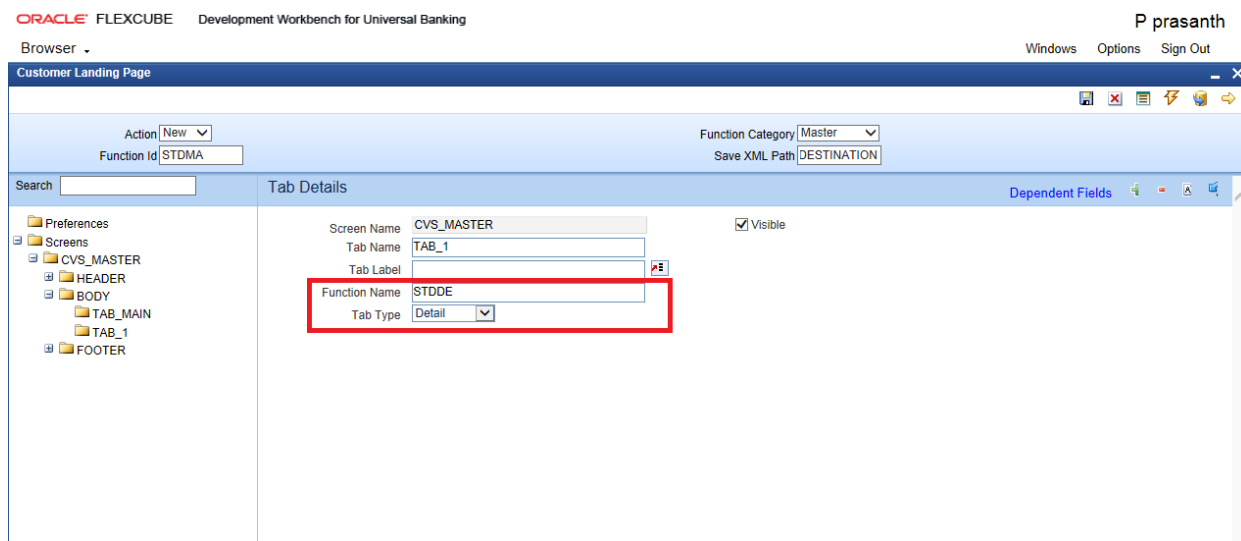 ORACLE® FLEXCUBE Development Workbench for Universal Banking
P prasanth
Browser
Windows Options Sign Out
Customer Landing Page
Action New
Function Category Master
Function Id STDMA
Save XML Path DESTINATION
Search
Tab Details
Dependent Fields
Preferences
Screens
CVS_MASTER
HEADER
BODY
TAB_MAIN
TAB_1
FOOTER
Screen Name CVS_MASTER
Visible
Tab Name TAB_1
Tab Label
Function Name STDDE
Tab Type Detail